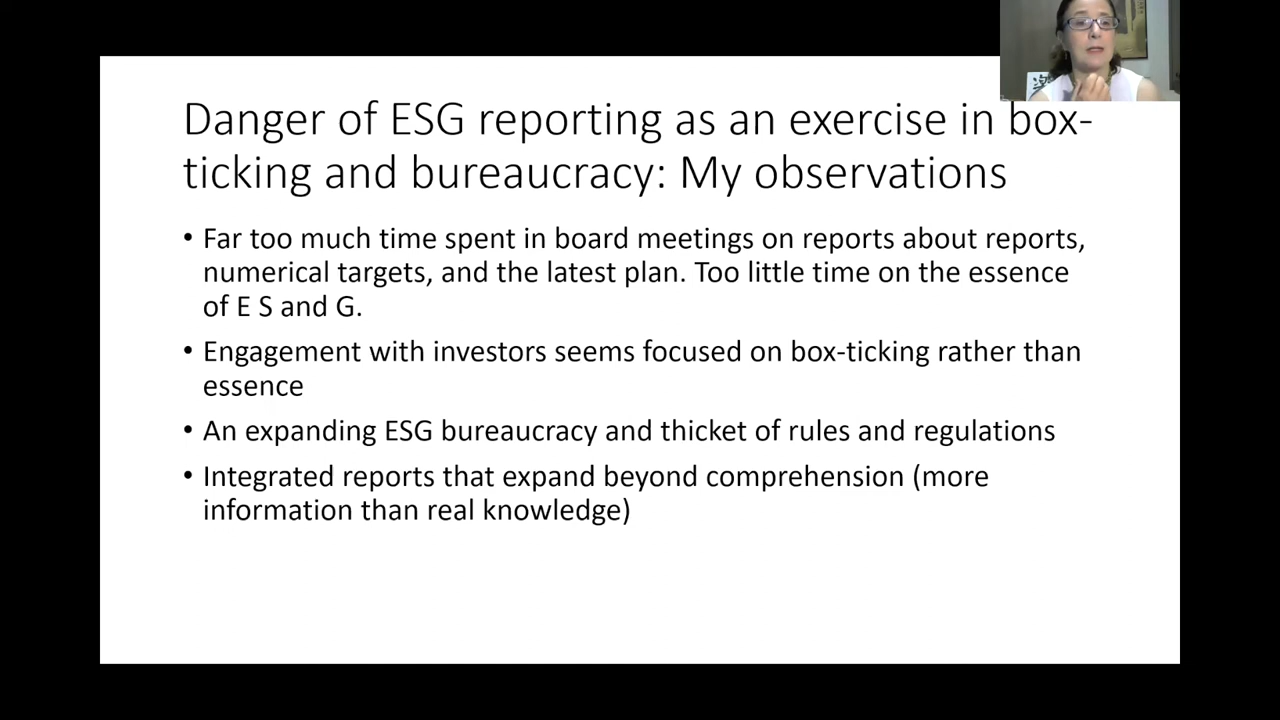 Danger of ESG reporting as an exercise in box-
ticking and bureaucracy: My observations
• Far too much time spent in board meetings on reports about reports,
numerical targets, and the latest plan. Too little time on the essence
of E S and G.
• Engagement with investors seems focused on box-ticking rather than
essence
• An expanding ESG bureaucracy and thicket of rules and regulations
• Integrated reports that expand beyond comprehension (more
information than real knowledge)